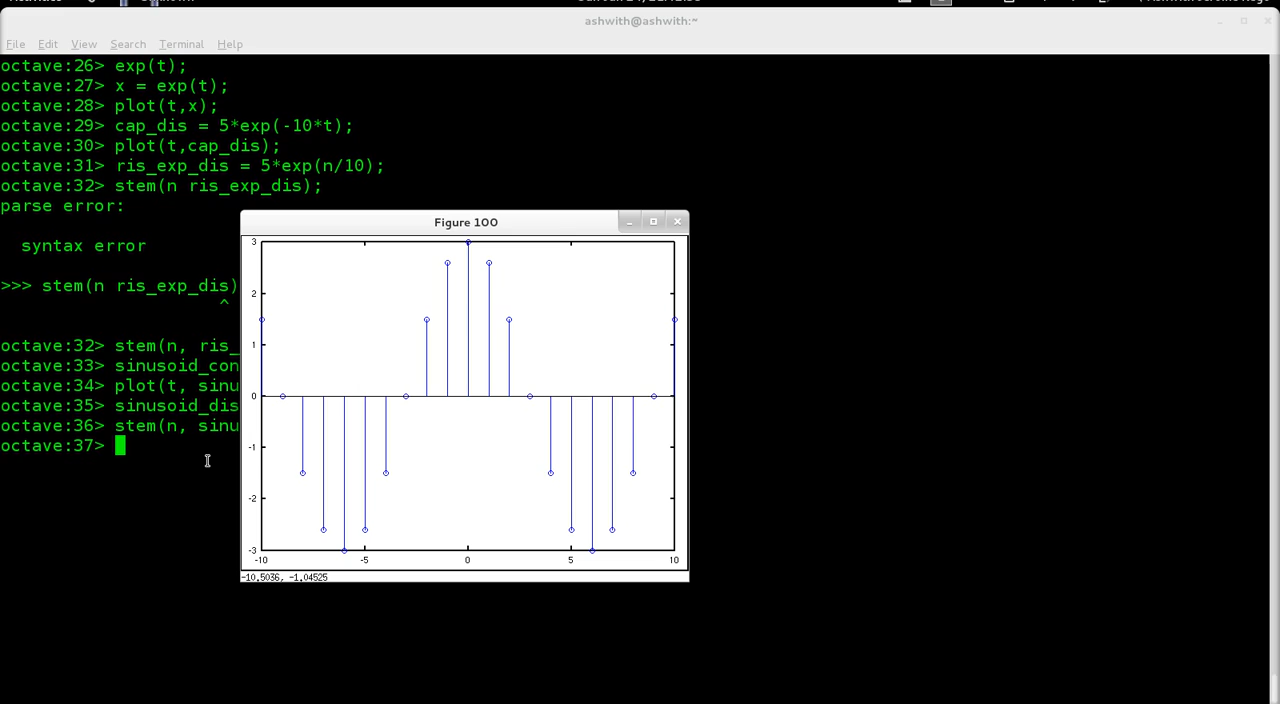 ashwith@ashwith:~
File Edit View Search Terminal Help
octave:26> exp(t);
octave:27> x = exp(t);
octave:28> plot(t,x);
octave:29> cap_dis = 5*exp(-10*t);
octave:30> plot(t,cap_dis);
octave:31> ris_exp_dis = 5*exp(n/10);
octave:32> stem(n ris_exp_dis);
parse error:
syntax error
>>> stem(n ris_exp_dis)
^
octave:32> stem(n, ris_
octave:33> sinusoid_con
octave:34> plot(t, sinu
octave:35> sinusoid_dis
octave:36> stem(n, sinu
octave:37>
Figure 100
3
2
1
0
-1
-2
-3
-10 -5 0 5 10
-10.5036, -1.04525